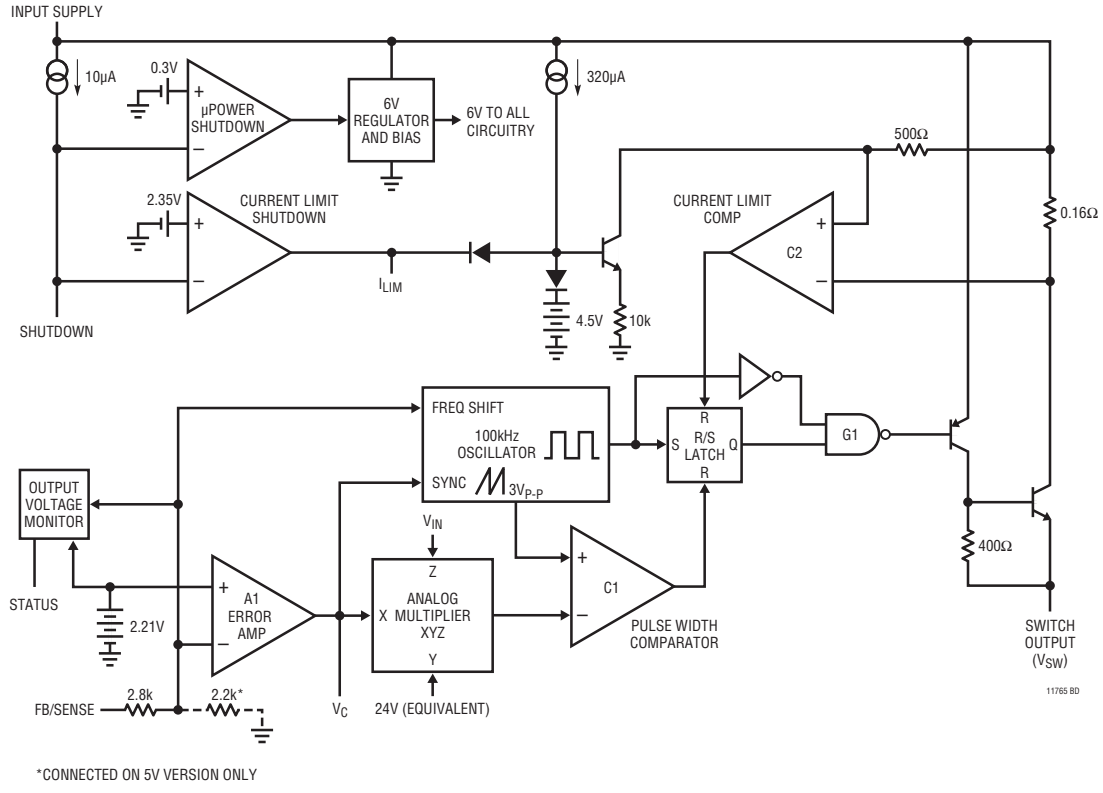 INPUT SUPPLY
10µA
0.3V
+
µPOWER
SHUTDOWN
–
6V
REGULATOR
AND BIAS
6V TO ALL
CIRCUITRY
320µA
500Ω
0.16Ω
2.35V
+
–
CURRENT LIMIT
SHUTDOWN
ILIM
4.5V
10k
CURRENT LIMIT
COMP
+
C2
–
SHUTDOWN
FREQ SHIFT
100kHz
OSCILLATOR
SYNC
3VP-P
R
S
R/S
LATCH
Q
R
G1
OUTPUT
VOLTAGE
MONITOR
STATUS
2.21V
+
A1
ERROR
AMP
–
VIN
Z
ANALOG
X MULTIPLIER
XYZ
Y
+
C1
–
PULSE WIDTH
COMPARATOR
400Ω
SWITCH
OUTPUT
(VSW)
11765 BD
FB/SENSE
2.8k
2.2k*
VC
24V (EQUIVALENT)
*CONNECTED ON 5V VERSION ONLY